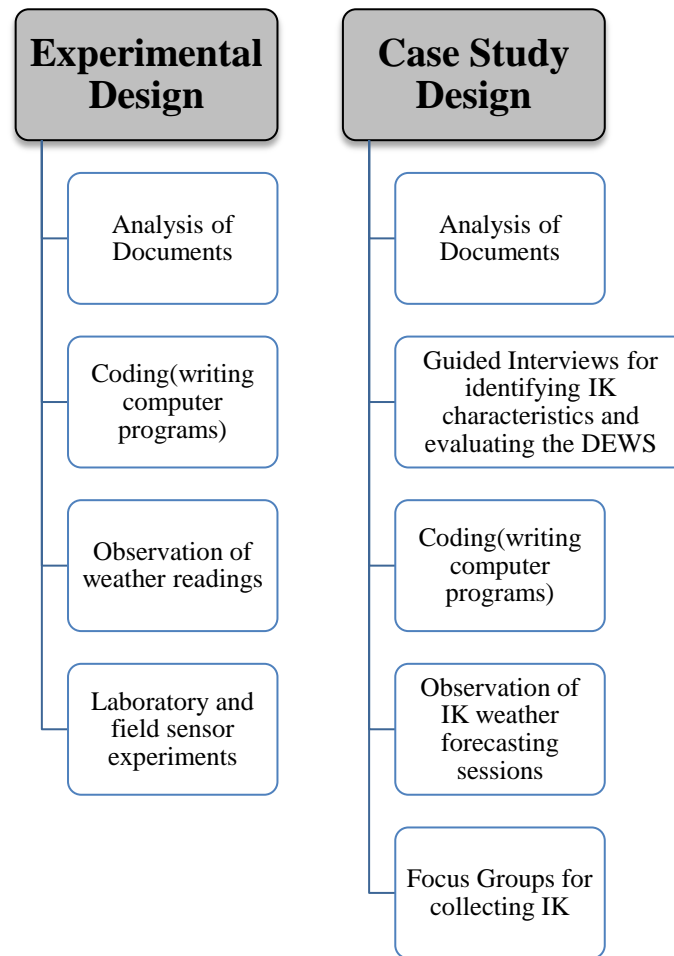 Experimental
Design
Analysis of
Documents
Coding(writing
computer
programs)
Observation of
weather readings
Laboratory and
field sensor
experiments
Case Study
Design
Analysis of
Documents
Guided Interviews for
identifying IK
characteristics and
evaluating the DEWS
Coding(writing
computer
programs)
Observation of
IK weather
forecasting
sessions
Focus Groups for
collecting IK